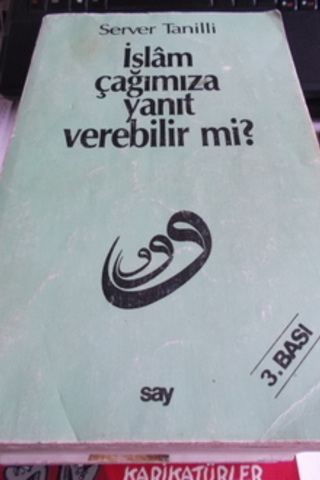 Server Tanilli
İslâm
çağımıza
yanıt
verebilir mi?
و و و
3. BASI
say
KARİKATÜRLER